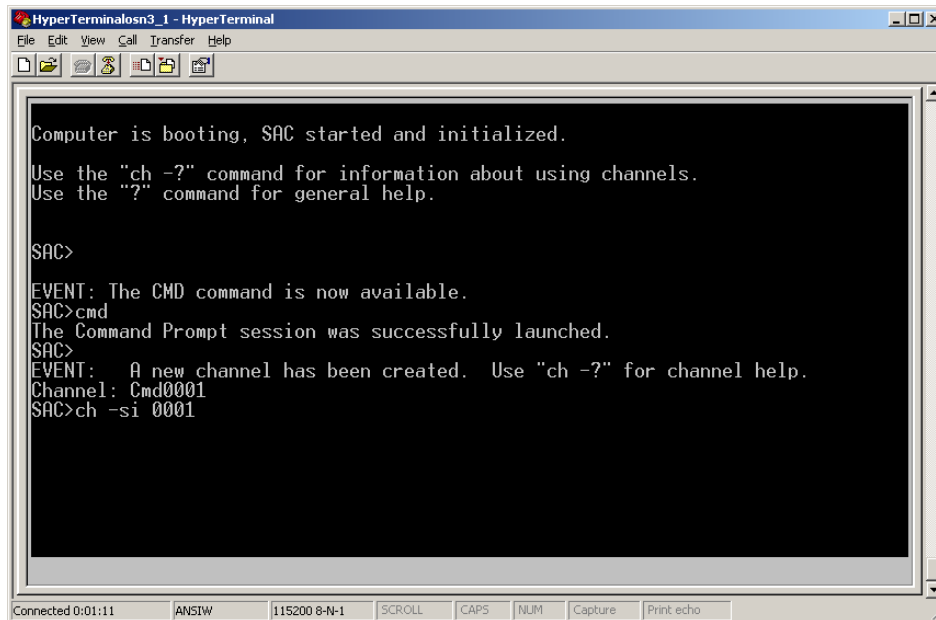 HyperTerminalosn3_1 - HyperTerminal
File Edit View Call Transfer Help
Computer is booting, SAC started and initialized.
Use the "ch -?" command for information about using channels.
Use the "?" command for general help.
SAC>
EVENT: The CMD command is now available.
SAC>cmd
The Command Prompt session was successfully launched.
SAC>
EVENT:   A new channel has been created.  Use "ch -?" for channel help.
Channel: Cmd0001
SAC>ch -si 0001
Connected 0:01:11 ANSIW 115200 8-N-1 SCROLL CAPS NUM Capture Print echo